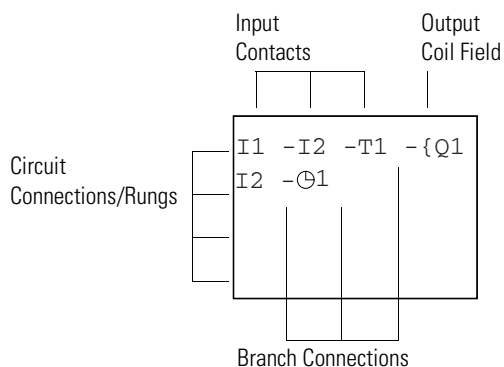 Input Contacts
Output Coil Field
Circuit Connections/Rungs
I1 -I2 -T1 -{Q1
I2 -◷1
Branch Connections